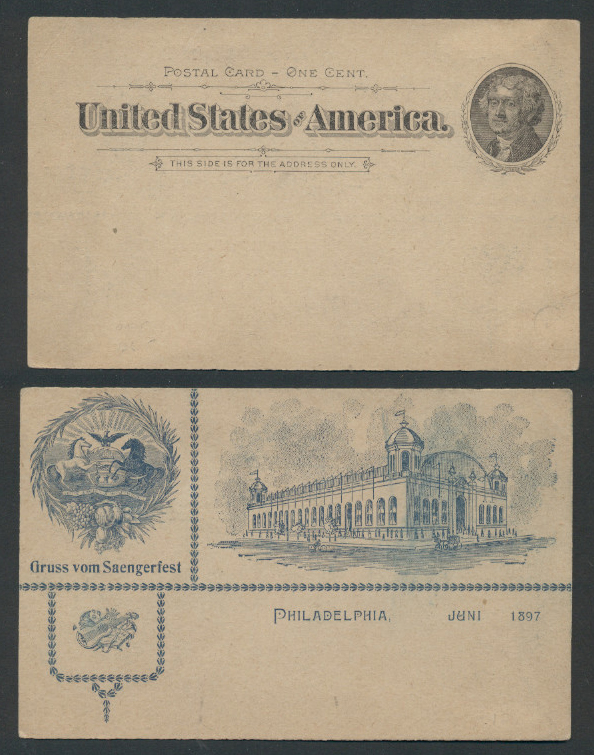 POSTAL CARD - ONE CENT.
United States of America.
THIS SIDE IS FOR THE ADDRESS ONLY.
Gruss vom Saengerfest
PHILADELPHIA, JUNI 1897